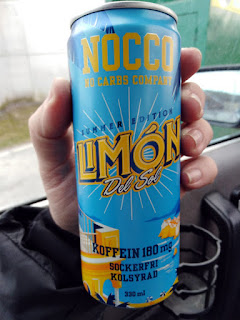 NOCCO
NO CARBS COMPANY
SUMMER EDITION
LIMÓN
Del Sol
KOFFEIN 180 mg
SOCKERFRI
KOLSYRAD
330 ml